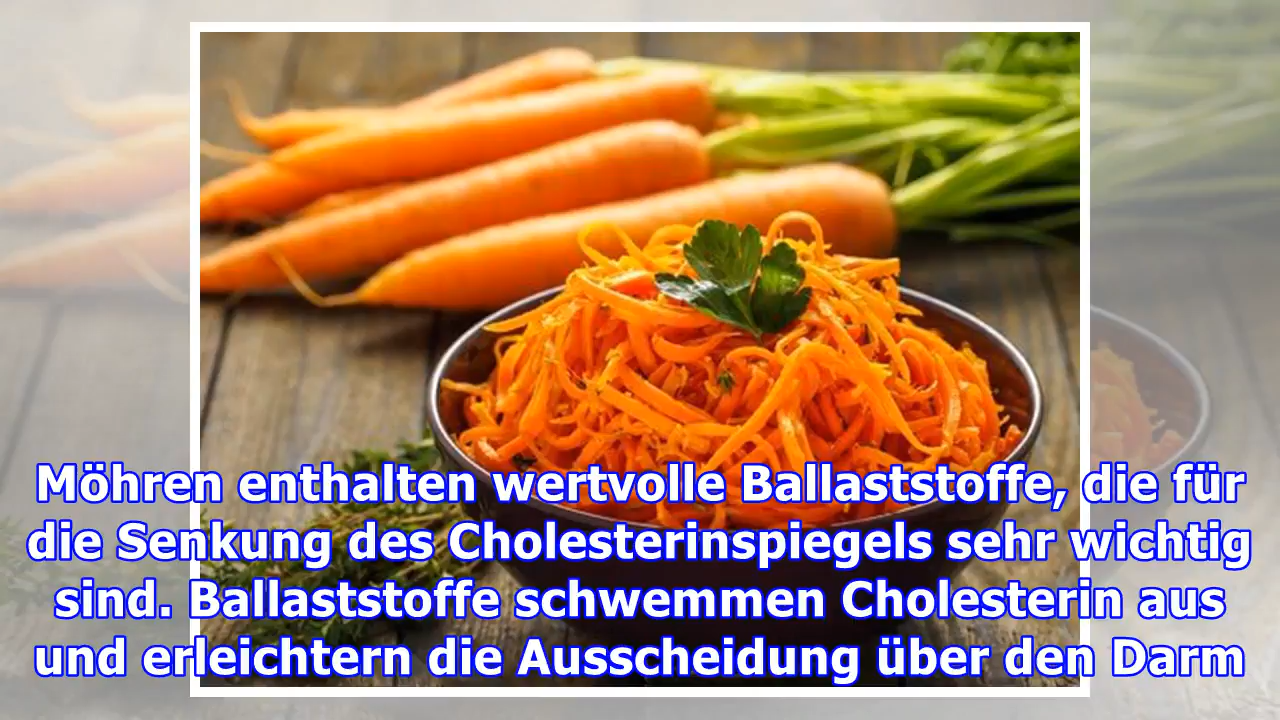 Möhren enthalten wertvolle Ballaststoffe, die für
die Senkung des Cholesterinspiegels sehr wichtig
sind. Ballaststoffe schwemmen Cholesterin aus
und erleichtern die Ausscheidung über den Darm